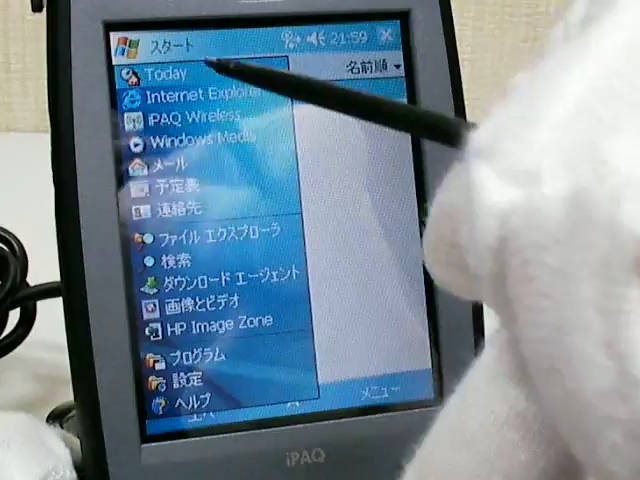 スタート 21:59
Today
名前順
Internet Explorer
iPAQ Wireless
Windows Media
メール
予定表
連絡先
ファイル エクスプローラ
検索
ダウンロード エージェント
画像とビデオ
HP Image Zone
プログラム
設定
ヘルプ
メニュー
iPAQ